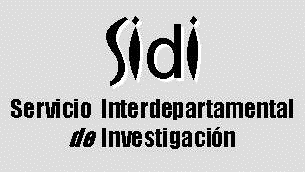 Sidi
Servicio Interdepartamental
de Investigación